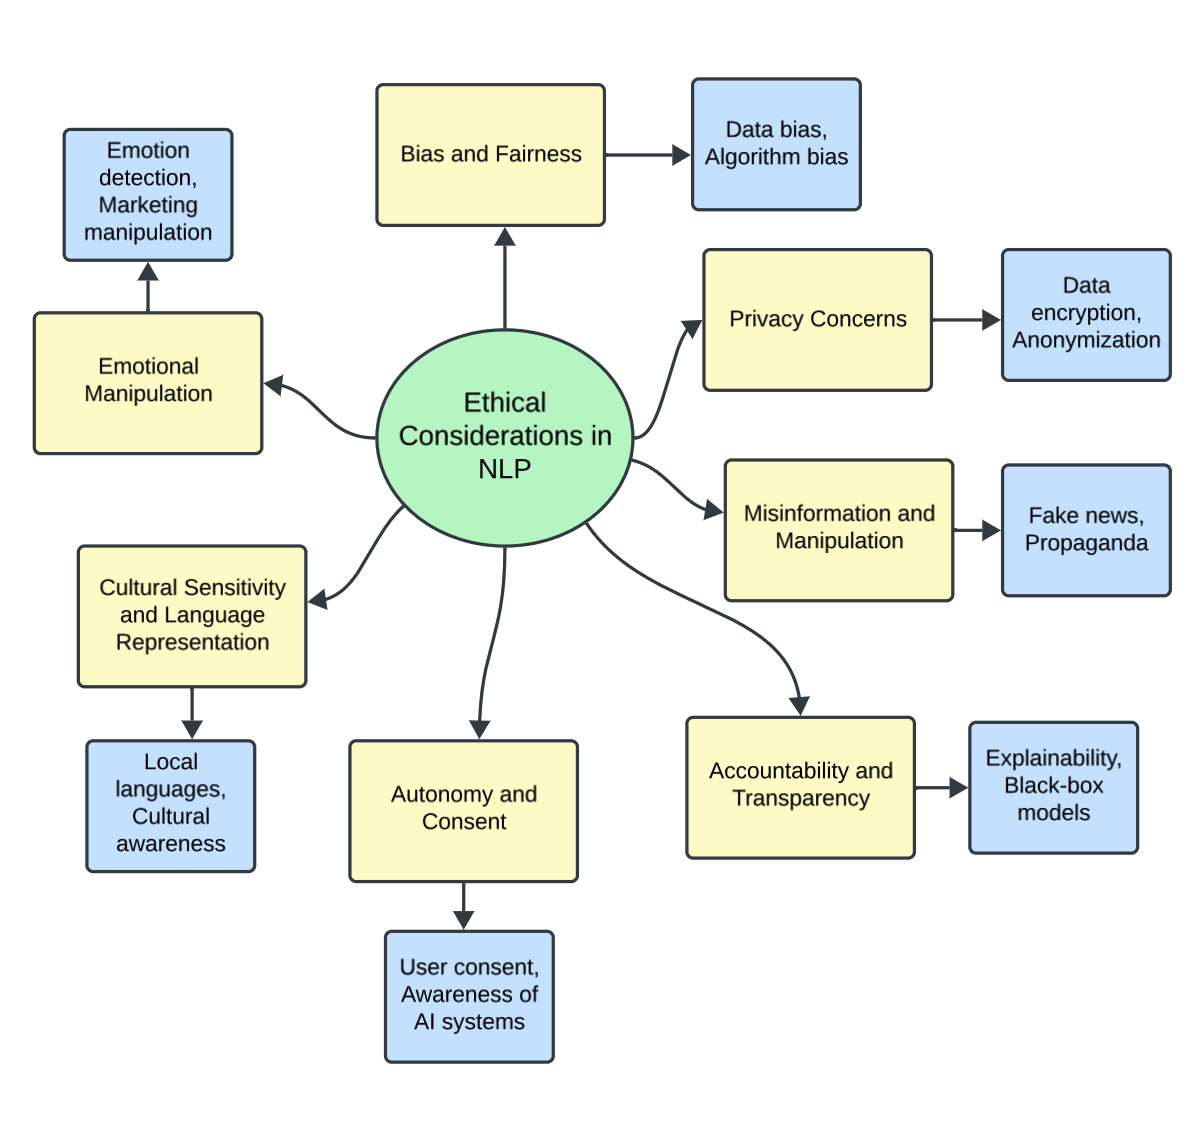 Ethical
Considerations in
NLP
Bias and Fairness
Data bias,
Algorithm bias
Privacy Concerns
Data
encryption,
Anonymization
Misinformation and
Manipulation
Fake news,
Propaganda
Accountability and
Transparency
Explainability,
Black-box
models
Autonomy and
Consent
User consent,
Awareness of
AI systems
Cultural Sensitivity
and Language
Representation
Local
languages,
Cultural
awareness
Emotional
Manipulation
Emotion
detection,
Marketing
manipulation